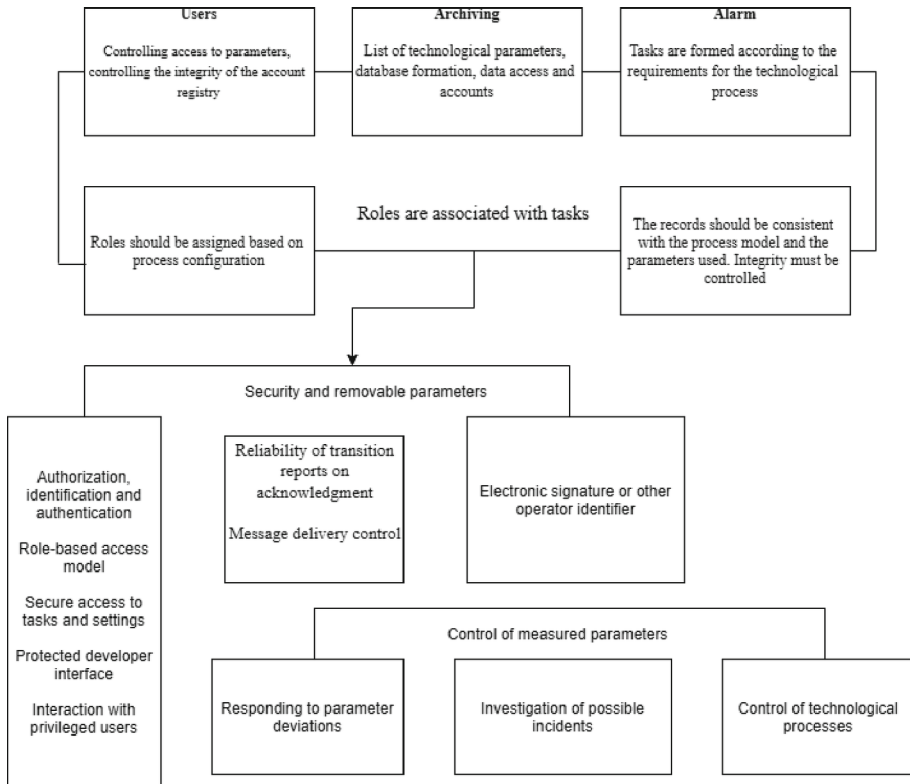 Users
Controlling access to parameters,
controlling the integrity of the account
registry
Archiving
List of technological parameters,
database formation, data access and
accounts
Alarm
Tasks are formed according to the
requirements for the technological
process
Roles should be assigned based on
process configuration
Roles are associated with tasks
The records should be consistent
with the process model and the
parameters used. Integrity must be
controlled
Security and removable parameters
Authorization,
identification and
authentication
Role-based access
model
Secure access to
tasks and settings
Protected developer
interface
Interaction with
privileged users
Reliability of transition
reports on
acknowledgment
Message delivery control
Electronic signature or other
operator identifier
Control of measured parameters
Responding to parameter
deviations
Investigation of possible
incidents
Control of technological
processes